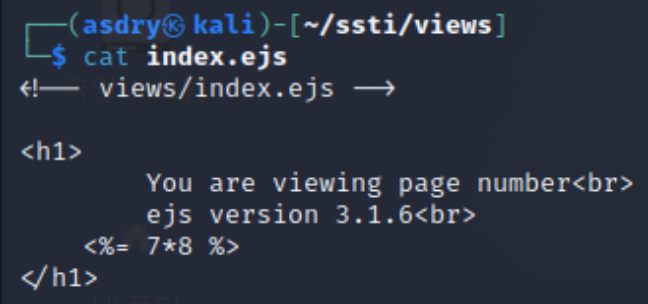 ┌──(asdry㉿kali)-[~/ssti/views]
└─$ cat index.ejs
<!-- views/index.ejs -->
<h1>
You are viewing page number<br>
ejs version 3.1.6<br>
<%= 7*8 %>
</h1>